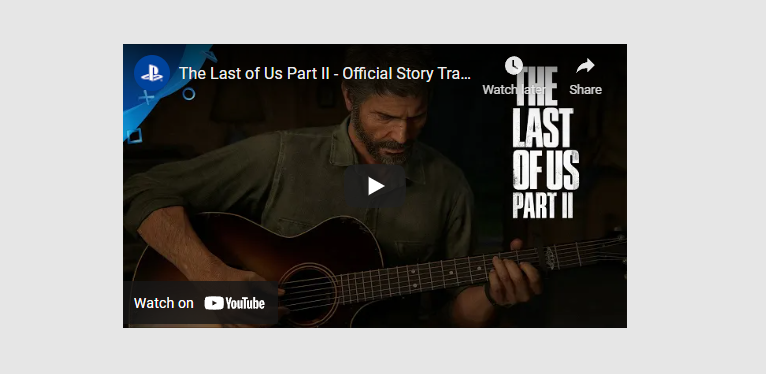 The Last of Us Part II - Official Story Tra...
Watch later
Share
THE
LAST
OF US
PART II
Watch on YouTube